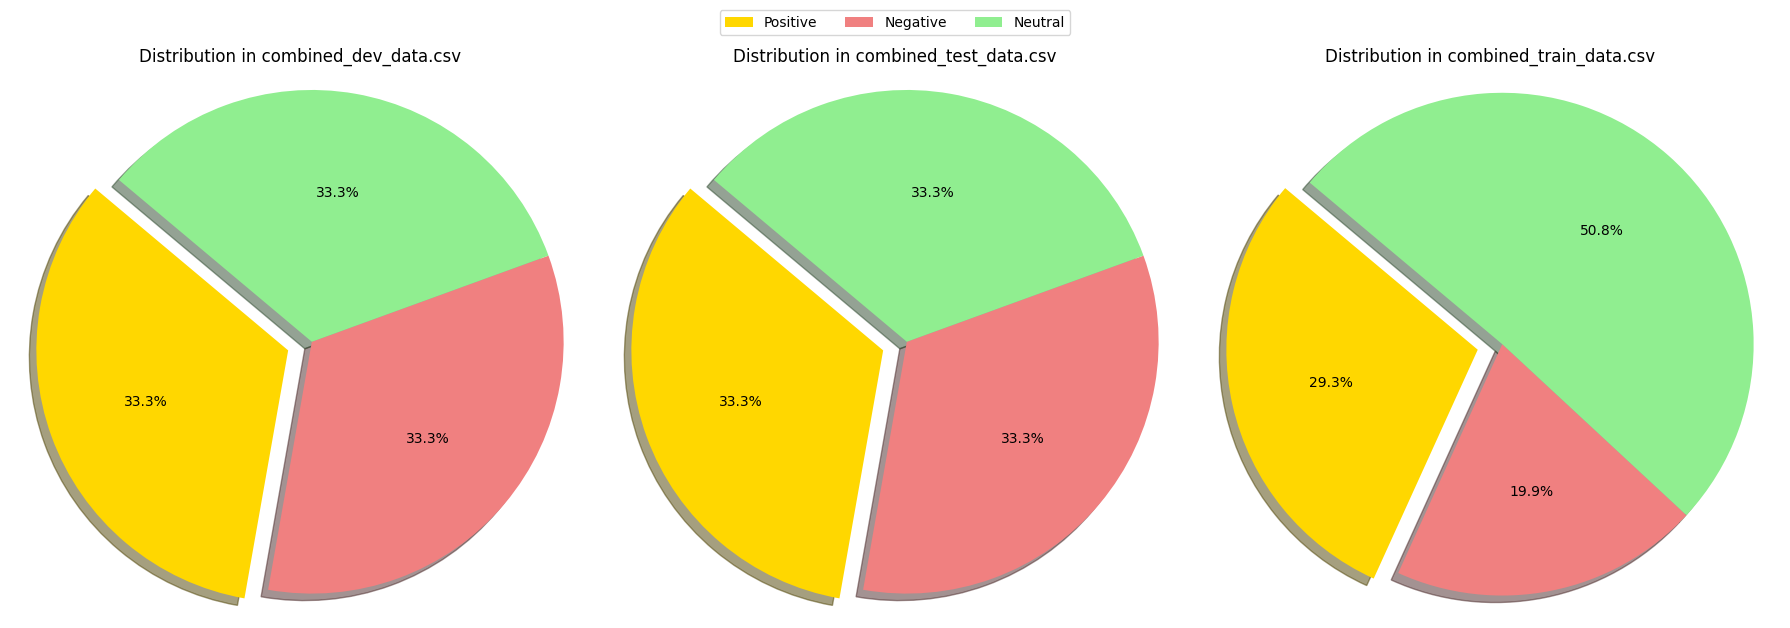 Positive Negative Neutral
Distribution in combined_dev_data.csv
33.3%
33.3%
33.3%
Distribution in combined_test_data.csv
33.3%
33.3%
33.3%
Distribution in combined_train_data.csv
50.8%
29.3%
19.9%